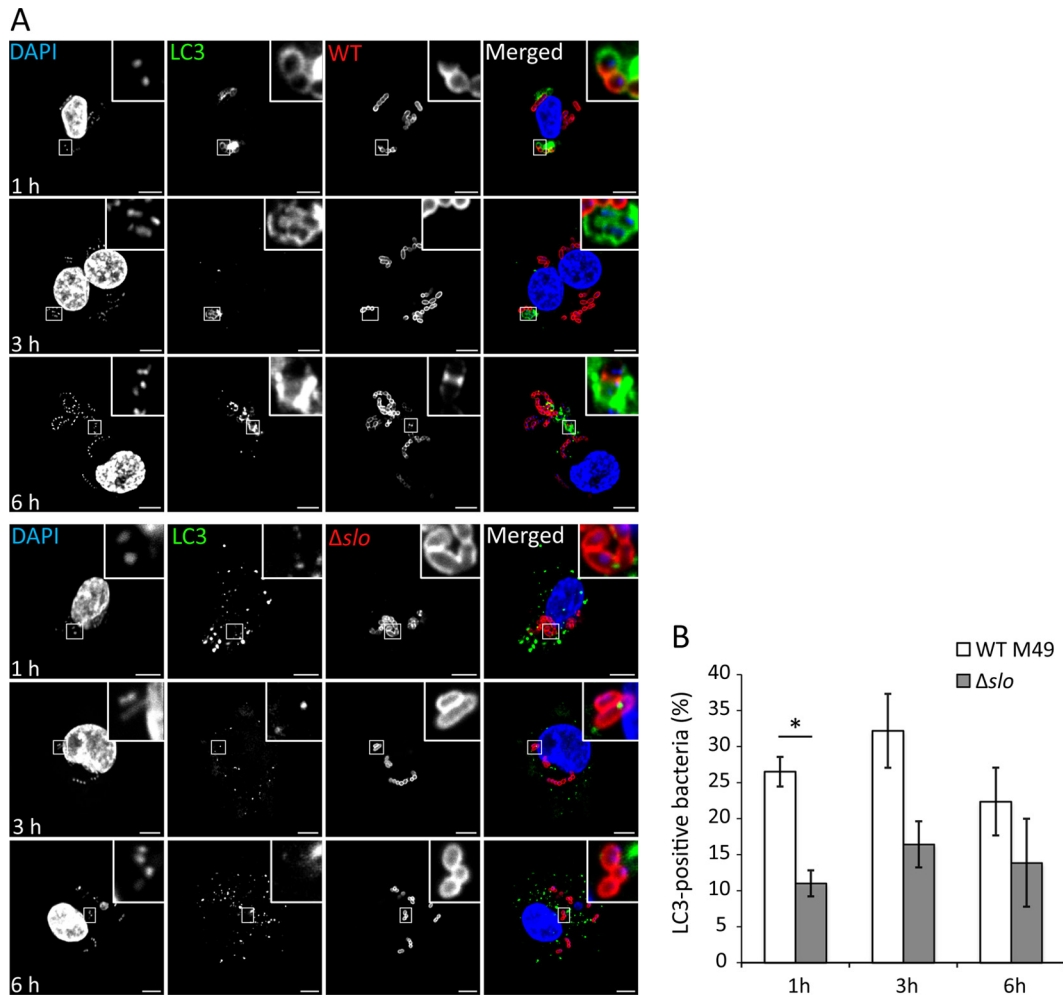 A
DAPI LC3 WT Merged
1 h
3 h
6 h
DAPI LC3 Δslo Merged
1 h
3 h
6 h
B
WT M49
Δslo
LC3-positive bacteria (%)
40
35
30
25
20
15
10
5
0
*
1h 3h 6h